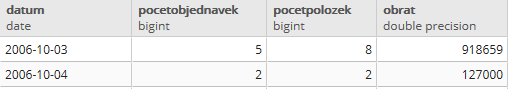 datum pocetobjednavek pocetpolozek obrat
date bigint bigint double precision
2006-10-03 5 8 918659
2006-10-04 2 2 127000